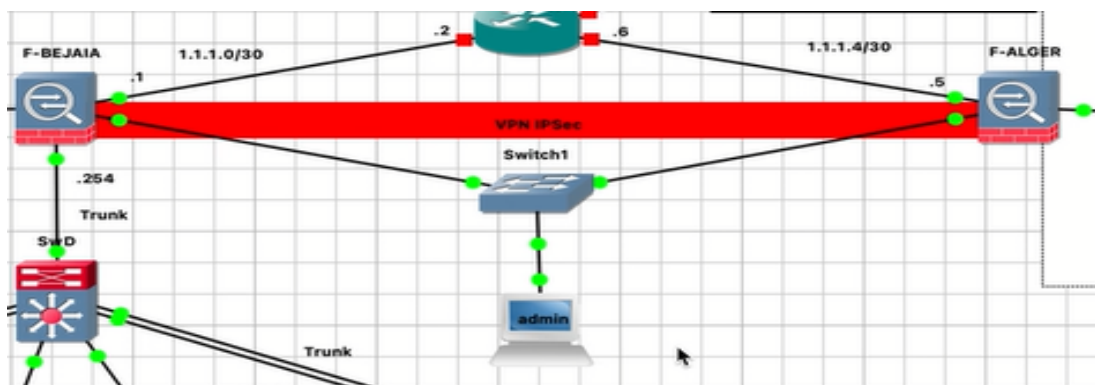 .2
.6
F-BEJAIA
1.1.1.0/30
1.1.1.4/30
F-ALGER
.1
.5
VPN IPSec
Switch1
.254
Trunk
SwD
admin
Trunk